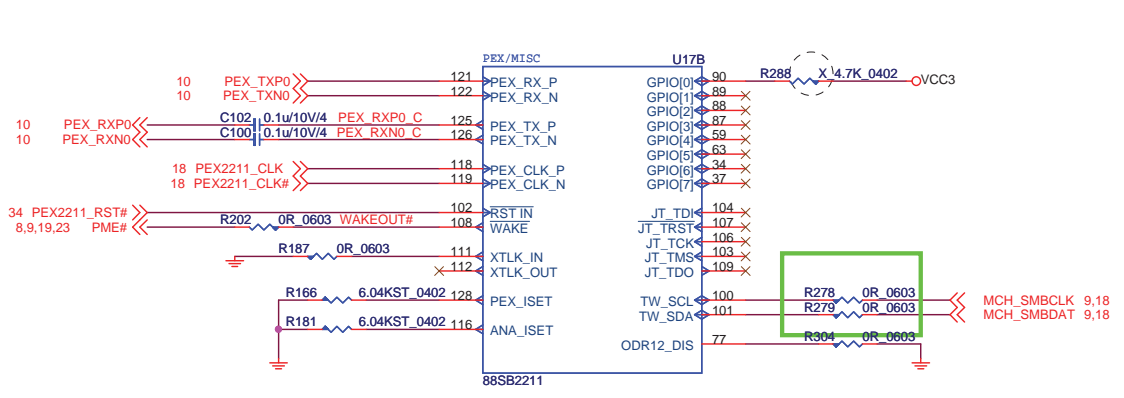 PEX/MISC U17B
10 PEX_TXP0 121 PEX_RX_P GPIO[0] 90 R288 X_4.7K_0402 VCC3
10 PEX_TXN0 122 PEX_RX_N GPIO[1] 89
GPIO[2] 88
10 PEX_RXP0 C102 0.1u/10V/4 PEX_RXP0_C 125 PEX_TX_P GPIO[3] 87
10 PEX_RXN0 C100 0.1u/10V/4 PEX_RXN0_C 126 PEX_TX_N GPIO[4] 59
GPIO[5] 63
18 PEX2211_CLK 118 PEX_CLK_P GPIO[6] 34
18 PEX2211_CLK# 119 PEX_CLK_N GPIO[7] 37
34 PEX2211_RST# 102 RST IN JT_TDI 104
8,9,19,23 PME# R202 0R_0603 WAKEOUT# 108 WAKE JT_TRST 107
JT_TCK 106
R187 0R_0603 111 XTLK_IN JT_TMS 103
112 XTLK_OUT JT_TDO 109
R166 6.04KST_0402 128 PEX_ISET TW_SCL 100 R278 0R_0603 MCH_SMBCLK 9,18
TW_SDA 101 R279 0R_0603 MCH_SMBDAT 9,18
R181 6.04KST_0402 116 ANA_ISET
ODR12_DIS 77 R304 0R_0603
88SB2211